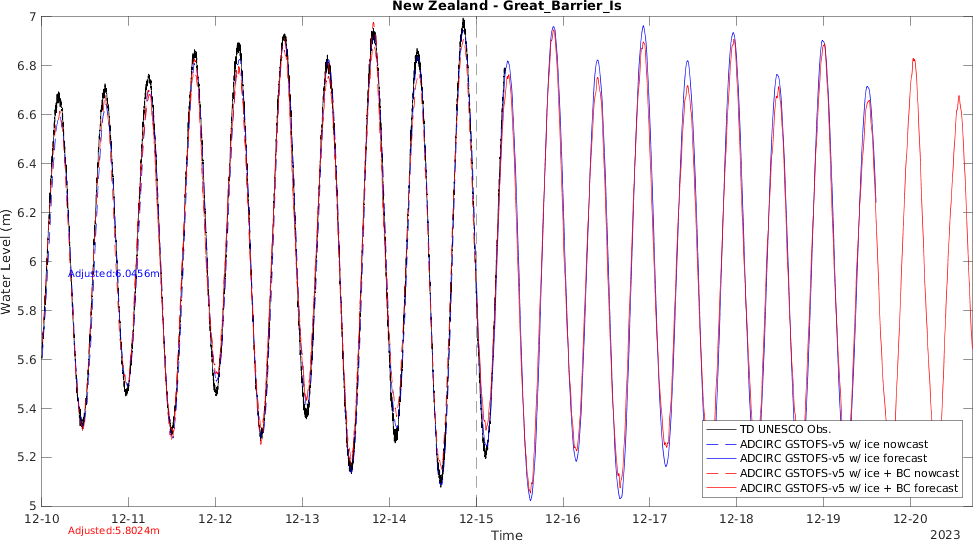 New Zealand - Great_Barrier_Is
7
6.8
6.6
6.4
6.2
6
5.8
5.6
5.4
5.2
5
Water Level (m)
Adjusted:6.0456m
TD UNESCO Obs.
ADCIRC GSTOFS-v5 w/ ice nowcast
ADCIRC GSTOFS-v5 w/ ice forecast
ADCIRC GSTOFS-v5 w/ ice + BC nowcast
ADCIRC GSTOFS-v5 w/ ice + BC forecast
12-10 12-11 12-12 12-13 12-14 12-15 12-16 12-17 12-18 12-19 12-20
Adjusted:5.8024m
Time
2023